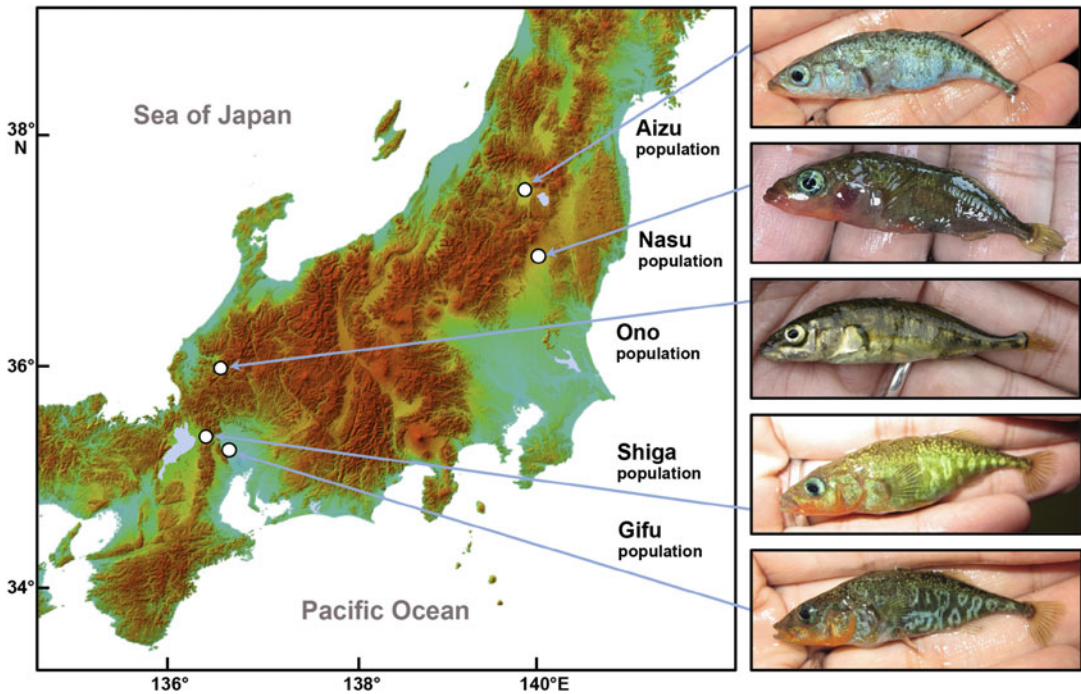 Sea of Japan
38°
N
Aizu
population
Nasu
population
Ono
population
36°
Shiga
population
Gifu
population
34°
Pacific Ocean
136°
138°
140°E